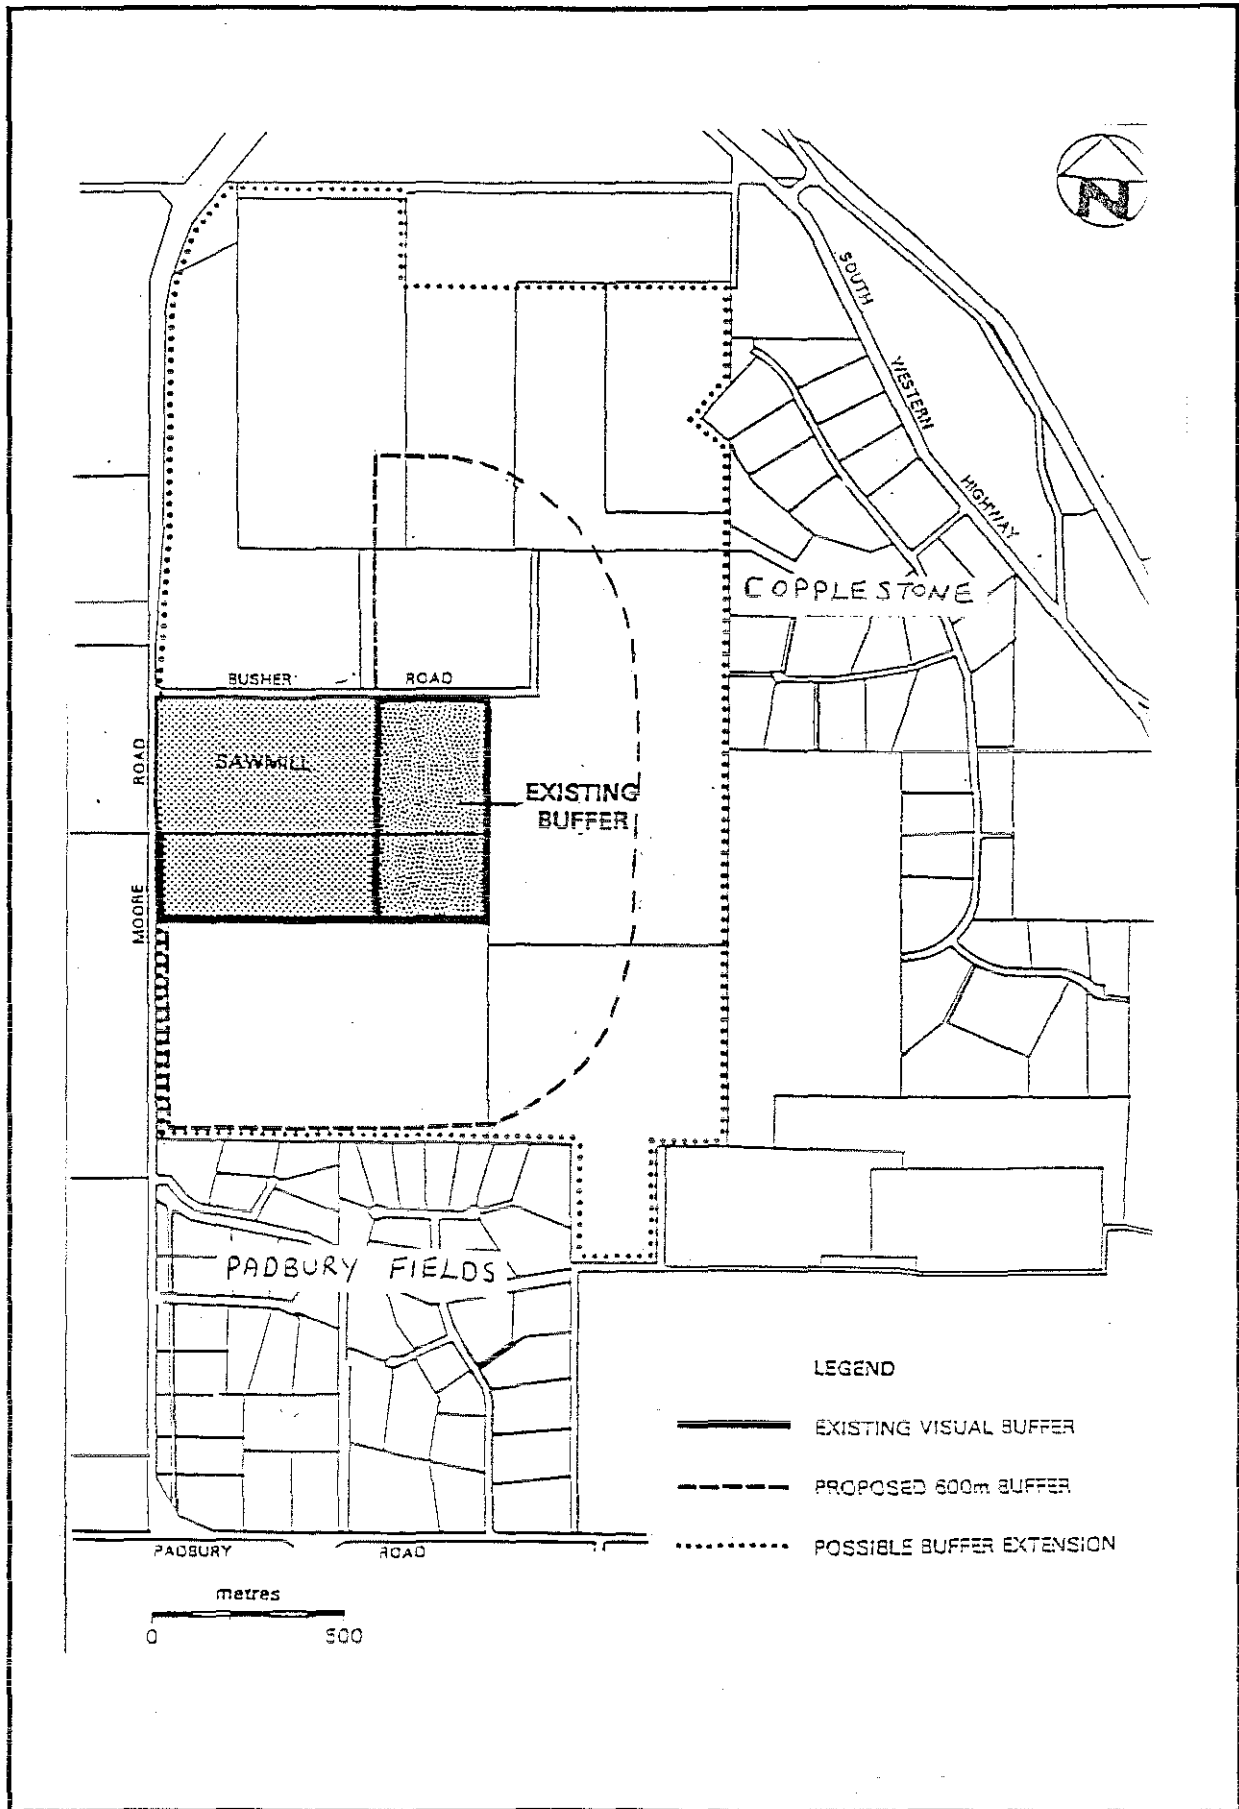 N
SOUTH
WESTERN
HIGHWAY
COPPLESTONE
BUSHER ROAD
SAWMILL
ROAD
MOORE
EXISTING
BUFFER
PADBURY FIELDS
LEGEND
EXISTING VISUAL BUFFER
PROPOSED 600m BUFFER
POSSIBLE BUFFER EXTENSION
PADBURY ROAD
metres
0 500